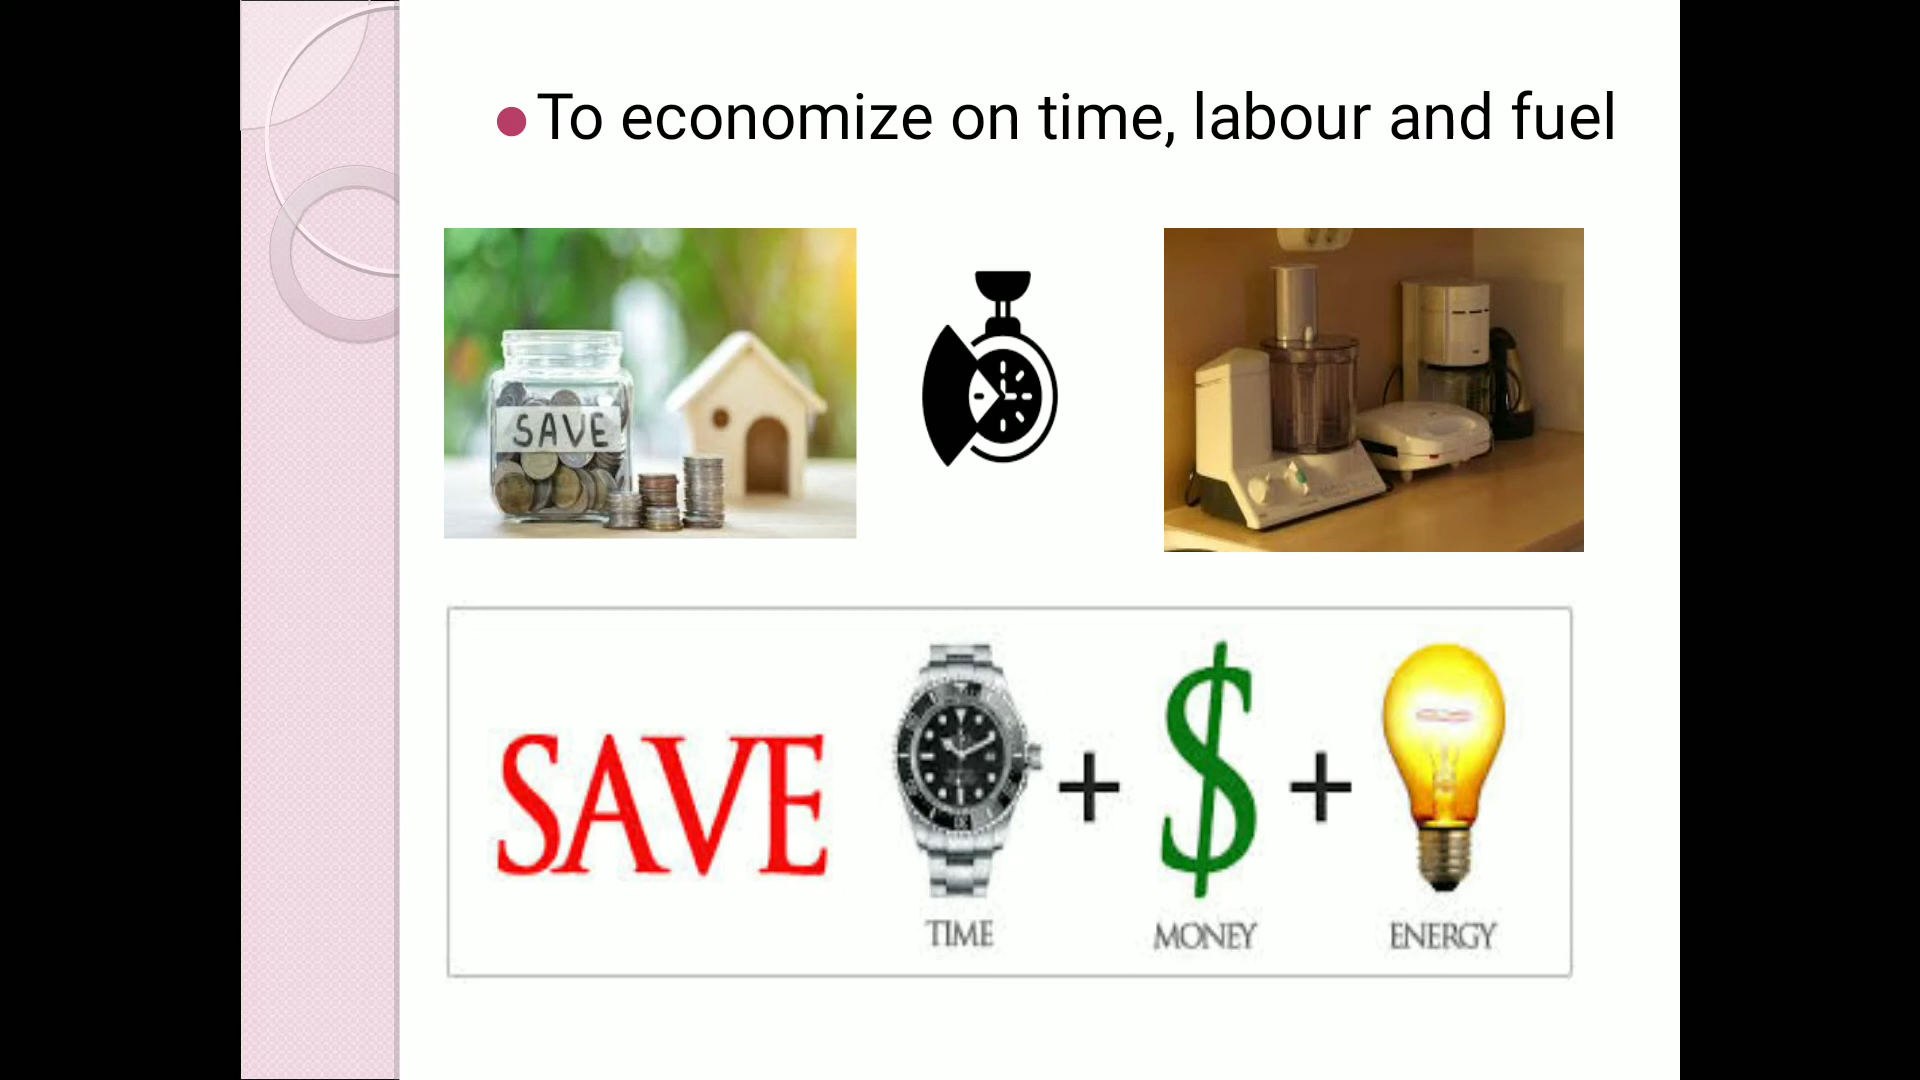 To economize on time, labour and fuel
SAVE
SAVE
TIME
+
MONEY
+
ENERGY